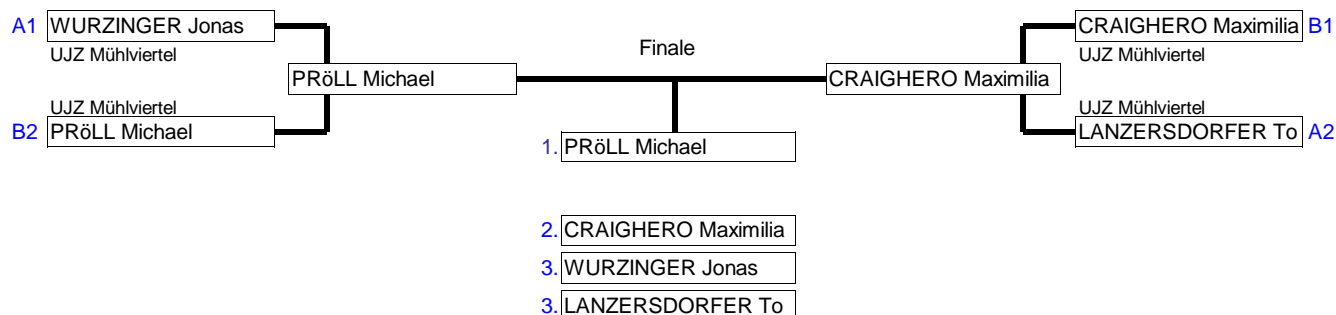 A1 WURZINGER Jonas
UJZ Mühlviertel
CRAIGHERO Maximilia B1
UJZ Mühlviertel
Finale
PRöLL Michael
CRAIGHERO Maximilia
UJZ Mühlviertel
B2 PRöLL Michael
UJZ Mühlviertel
LANZERSDORFER To A2
1. PRöLL Michael
2. CRAIGHERO Maximilia
3. WURZINGER Jonas
3. LANZERSDORFER To